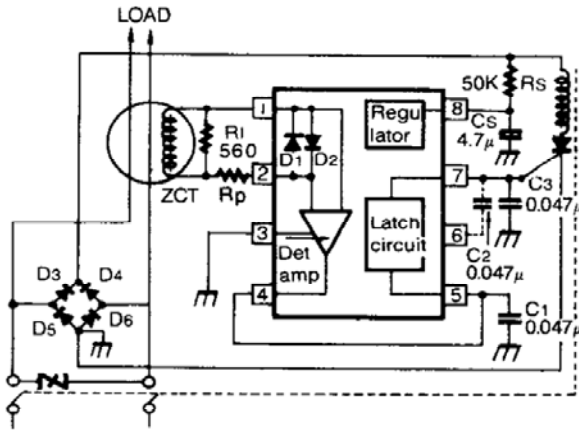 LOAD
50K
RS
1
Regu
lator
8
CS
4.7μ
Rl
560
D1
D2
2
Rp
ZCT
7
C3
0.047μ
3
Det
amp
Latch
circuit
6
C2
0.047μ
D3
D4
4
5
C1
0.047μ
D5
D6